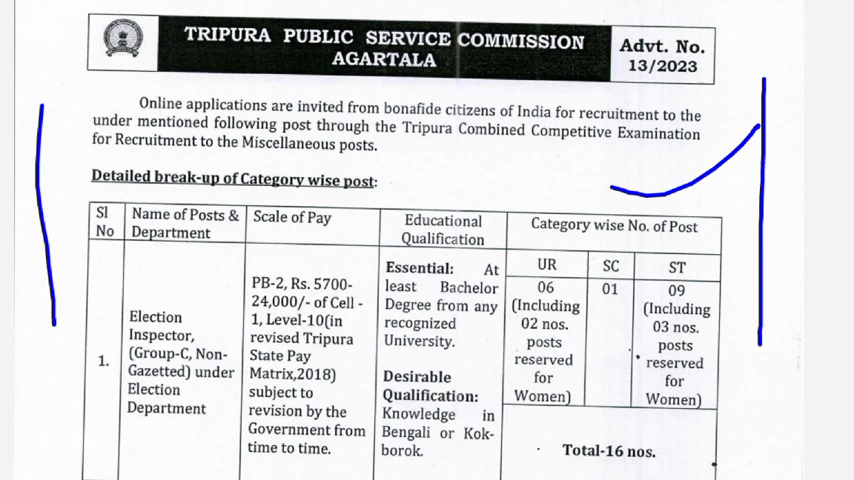 TRIPURA PUBLIC SERVICE COMMISSION
AGARTALA
Advt. No.
13/2023
Online applications are invited from bonafide citizens of India for recruitment to the
under mentioned following post through the Tripura Combined Competitive Examination
for Recruitment to the Miscellaneous posts.
Detailed break-up of Category wise post:
Sl
No
Name of Posts &
Department
Scale of Pay
Educational
Qualification
Category wise No. of Post
UR
SC
ST
1.
Election
Inspector,
(Group-C, Non-
Gazetted) under
Election
Department
PB-2, Rs. 5700-
24,000/- of Cell -
1, Level-10(in
revised Tripura
State Pay
Matrix,2018)
subject to
revision by the
Government from
time to time.
Essential: At
least Bachelor
Degree from any
recognized
University.
Desirable
Qualification:
Knowledge in
Bengali or Kok-
borok.
06
(Including
02 nos.
posts
reserved
for
Women)
01
09
(Including
03 nos.
posts
reserved
for
Women)
Total-16 nos.